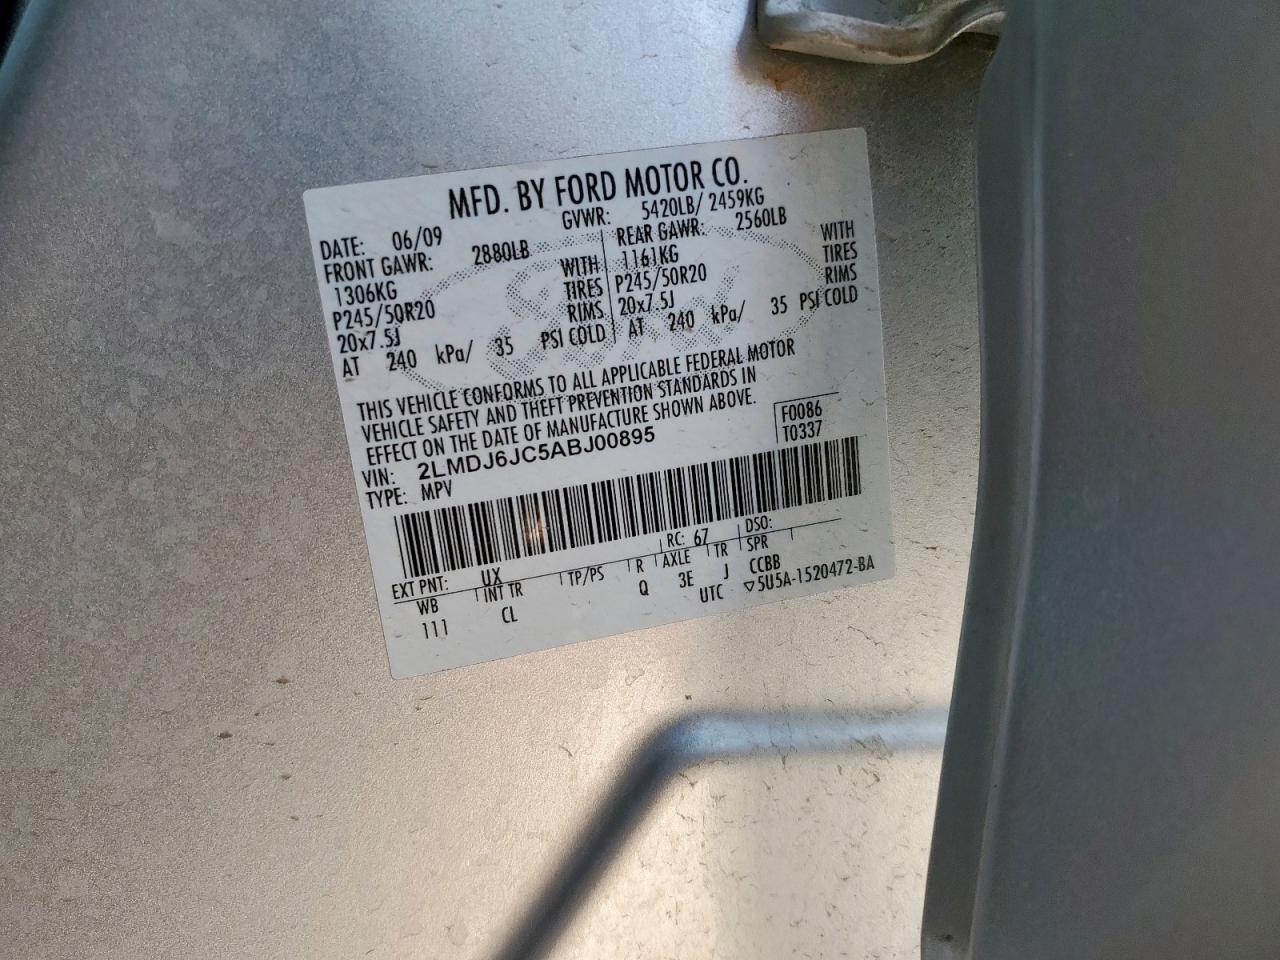 MFD. BY FORD MOTOR CO.
DATE: 06/09 GVWR: 5420LB/ 2459KG
FRONT GAWR: 2880LB REAR GAWR: 2560LB
1306KG WITH 1161KG WITH
P245/50R20 TIRES P245/50R20 TIRES
20x7.5J RIMS 20x7.5J RIMS
AT 240 kPa/ 35 PSI COLD AT 240 kPa/ 35 PSI COLD
THIS VEHICLE CONFORMS TO ALL APPLICABLE FEDERAL MOTOR
VEHICLE SAFETY AND THEFT PREVENTION STANDARDS IN
EFFECT ON THE DATE OF MANUFACTURE SHOWN ABOVE.
VIN: 2LMDJ6JC5ABJ00895 F0086
TYPE: MPV T0337
EXT PNT: UX RC: 67 DSO:
WB INT TR TP/PS R AXLE TR SPR
111 CL Q 3E J CCBB
UTC ▽5U5A-1520472-BA